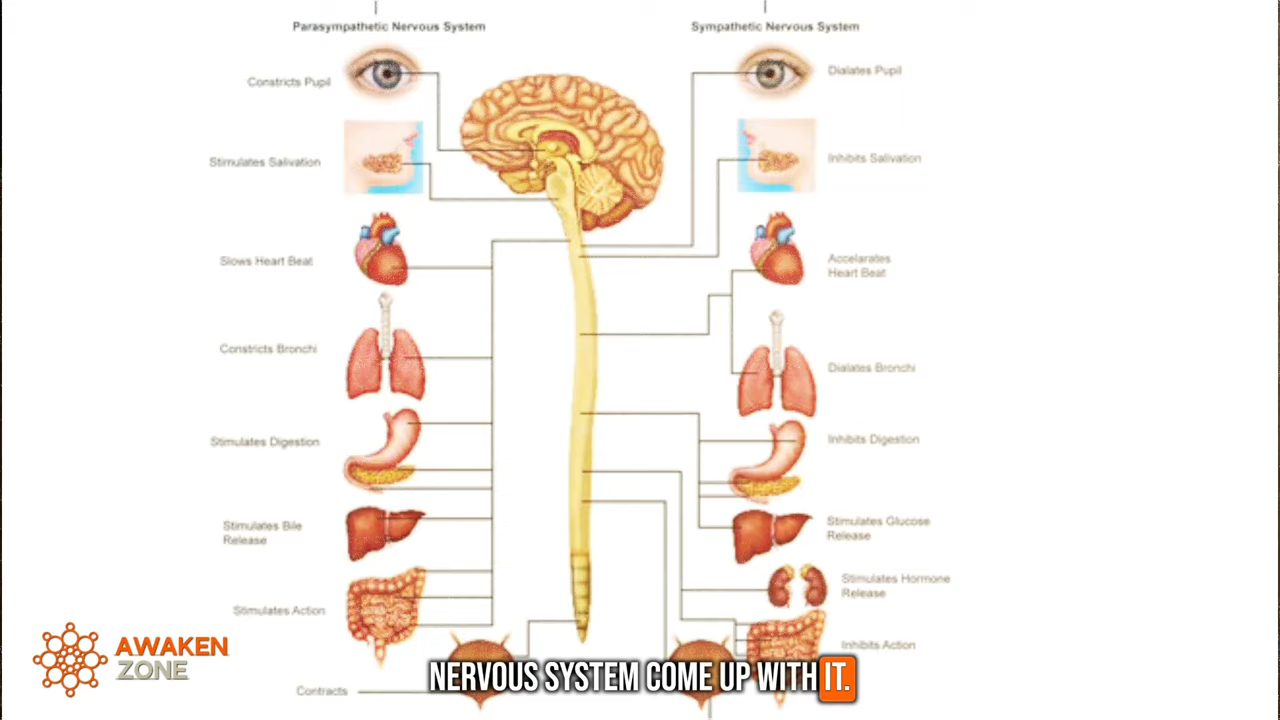 Parasympathetic Nervous System
Sympathetic Nervous System
Constricts Pupil
Dialates Pupil
Stimulates Salivation
Inhibits Salivation
Slows Heart Beat
Accelarates
Heart Beat
Constricts Bronchi
Dialates Bronchi
Stimulates Digestion
Inhibits Digestion
Stimulates Bile
Release
Stimulates Glucose
Release
Stimulates Hormone
Release
Stimulates Action
Inhibits Action
Contracts
AWAKEN
ZONE
NERVOUS SYSTEM COME UP WITH IT.